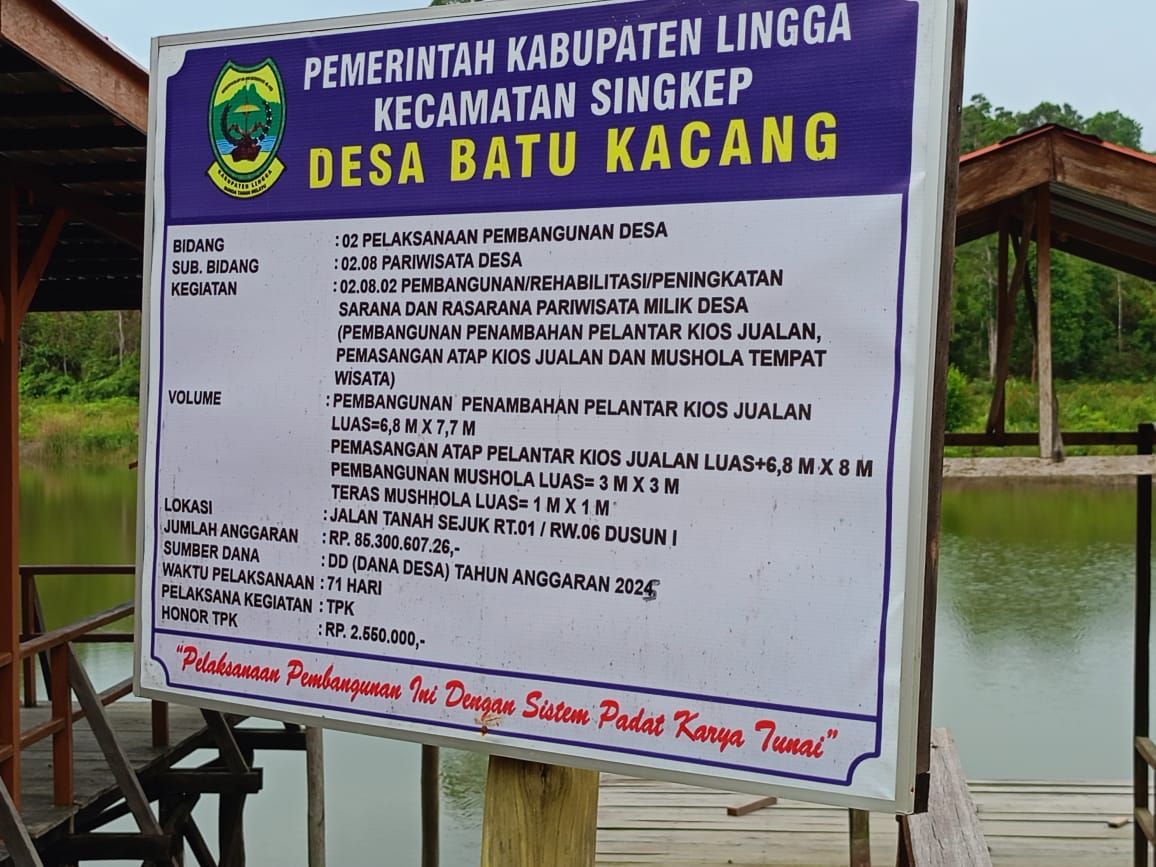 PEMERINTAH KABUPATEN LINGGA
KECAMATAN SINGKEP
DESA BATU KACANG
KABUPATEN LINGGA
BIDANG : 02 PELAKSANAAN PEMBANGUNAN DESA
SUB. BIDANG : 02.08 PARIWISATA DESA
KEGIATAN : 02.08.02 PEMBANGUNAN/REHABILITASI/PENINGKATAN
SARANA DAN RASARANA PARIWISATA MILIK DESA
(PEMBANGUNAN PENAMBAHAN PELANTAR KIOS JUALAN,
PEMASANGAN ATAP KIOS JUALAN DAN MUSHOLA TEMPAT
WISATA)
VOLUME : PEMBANGUNAN PENAMBAHAN PELANTAR KIOS JUALAN
LUAS=6,8 M X 7,7 M
PEMASANGAN ATAP PELANTAR KIOS JUALAN LUAS+6,8 M X 8 M
PEMBANGUNAN MUSHOLA LUAS= 3 M X 3 M
TERAS MUSHHOLA LUAS= 1 M X 1 M
LOKASI : JALAN TANAH SEJUK RT.01 / RW.06 DUSUN I
JUMLAH ANGGARAN : RP. 85.300.607.26,-
SUMBER DANA : DD (DANA DESA) TAHUN ANGGARAN 2024
WAKTU PELAKSANAAN : 71 HARI
PELAKSANA KEGIATAN : TPK
HONOR TPK : RP. 2.550.000,-
"Pelaksanaan Pembangunan Ini Dengan Sistem Padat Karya Tunai"